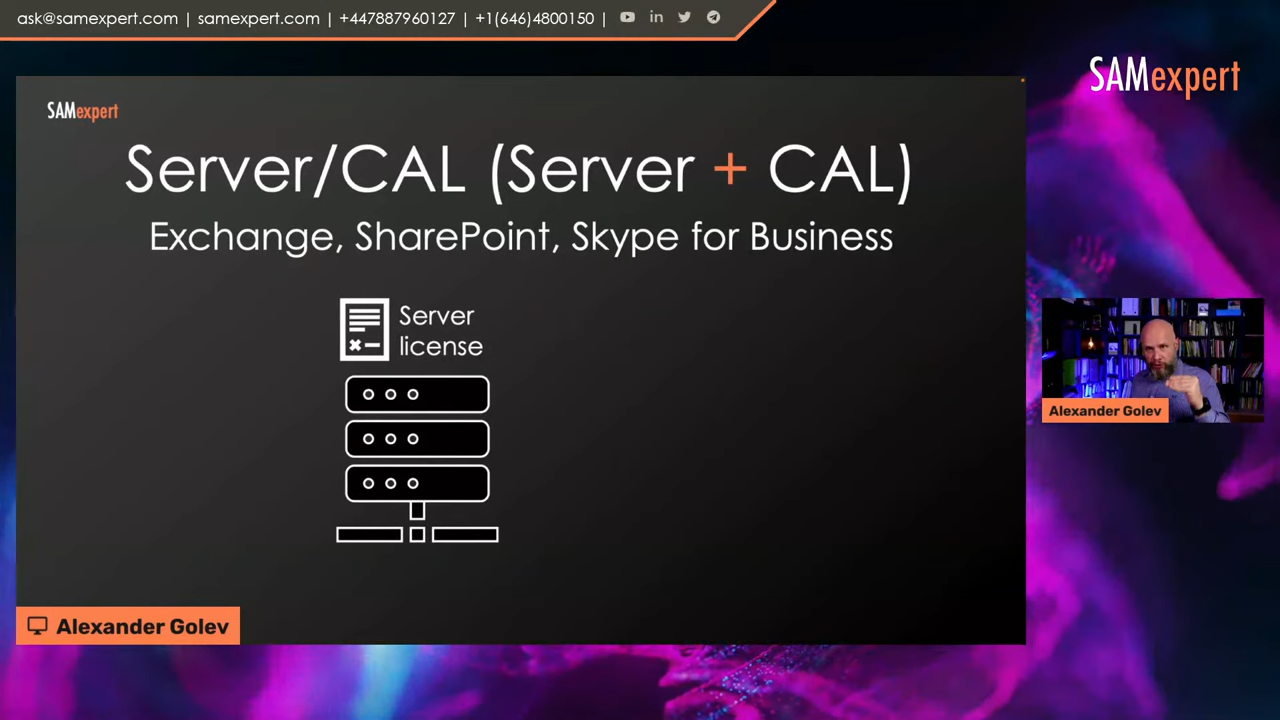 ask@samexpert.com | samexpert.com | +447887960127 | +1(646)4800150 |
SAMexpert
SAMexpert
Server/CAL (Server + CAL)
Exchange, SharePoint, Skype for Business
Server
license
Alexander Golev
Alexander Golev